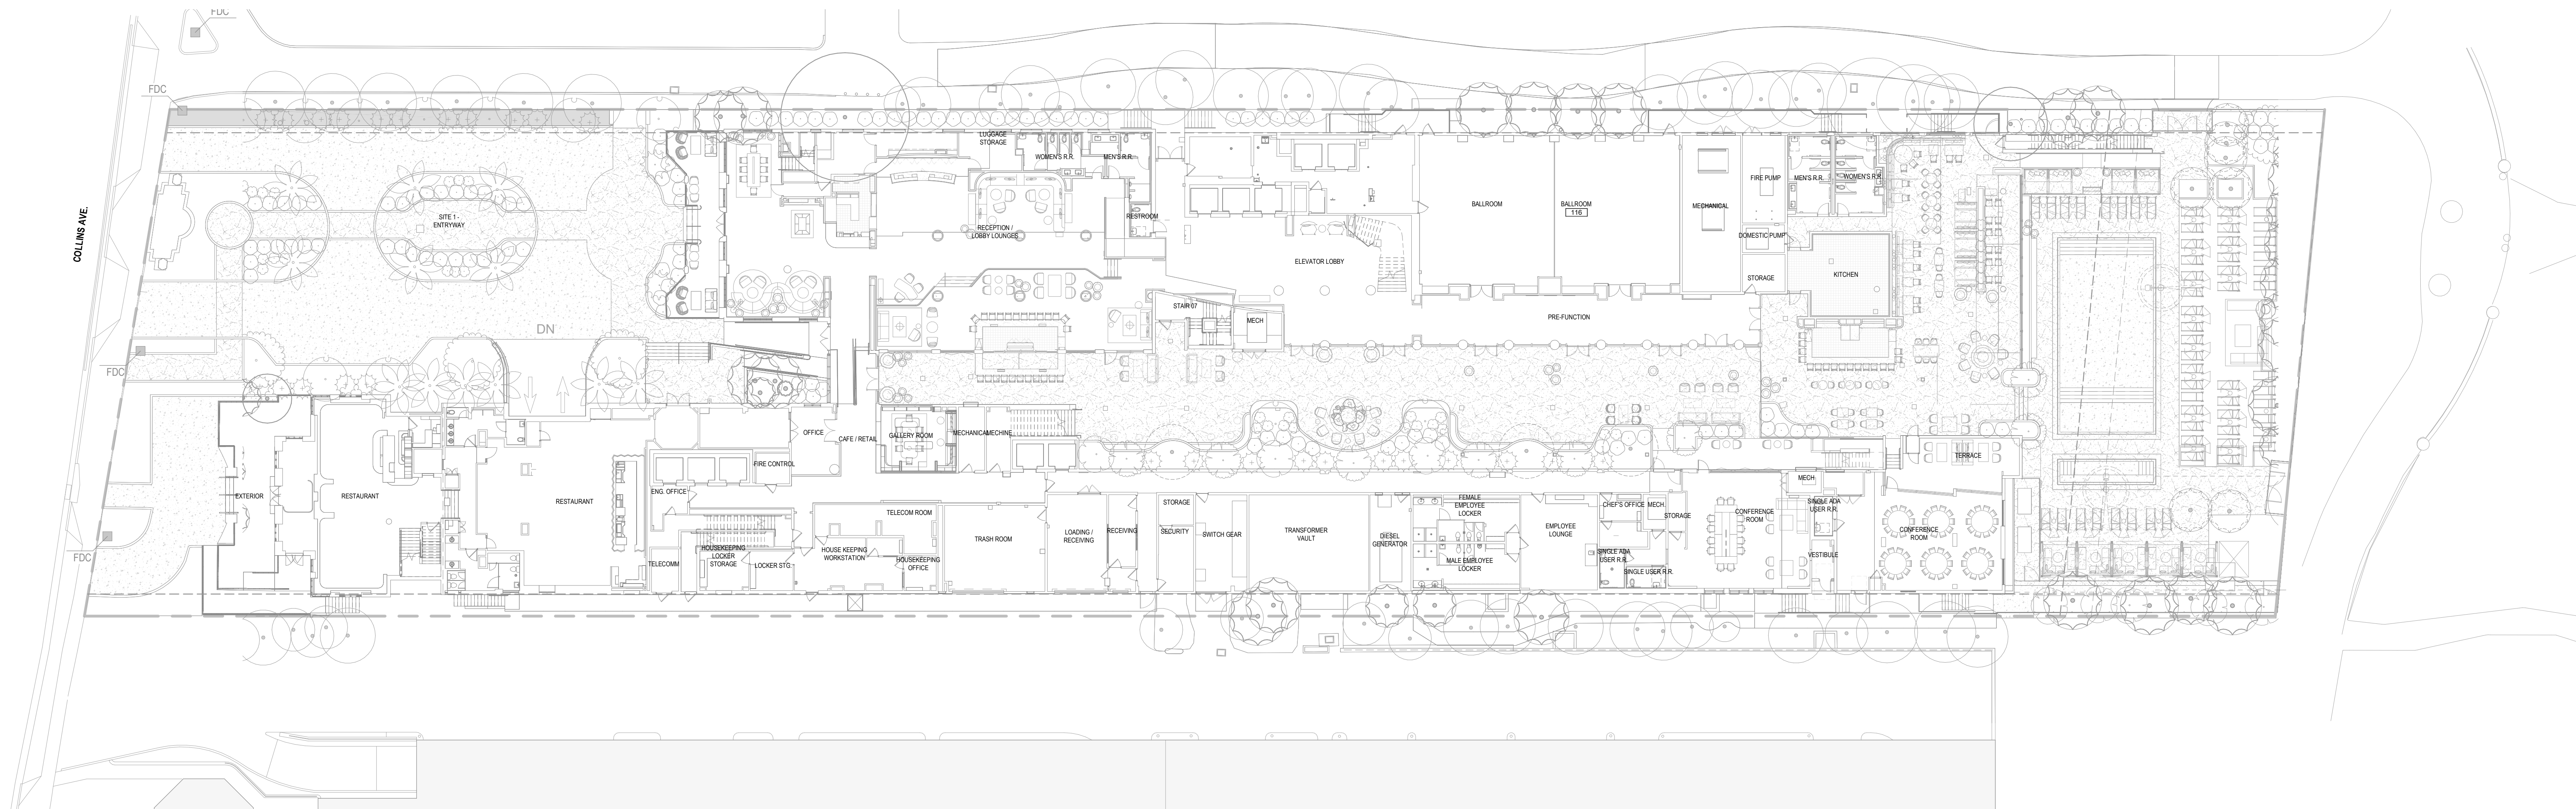 FDC
FDC
COLLINS AVE.
SITE 1 -
ENTRYWAY
LUGGAGE
STORAGE
WOMEN'S R.R.
MEN'S R.R.
RESTROOM
RECEPTION /
LOBBY LOUNGES
ELEVATOR LOBBY
BALLROOM
BALLROOM
116
MECHANICAL
FIRE PUMP
DOMESTIC PUMP
STORAGE
MEN'S R.R.
WOMEN'S R.R.
KITCHEN
STAIR 07
MECH
PRE-FUNCTION
DN
FDC
FDC
EXTERIOR
RESTAURANT
RESTAURANT
OFFICE
CAFE / RETAIL
GALLERY ROOM
MECHANICAL
MECHINE
FIRE CONTROL
ENG. OFFICE
TELECOM ROOM
TELECOMM
HOUSEKEEPING
LOCKER
STORAGE
LOCKER STG.
HOUSE KEEPING
WORKSTATION
HOUSEKEEPING
OFFICE
TRASH ROOM
LOADING /
RECEIVING
RECEIVING
STORAGE
SECURITY
SWITCH GEAR
TRANSFORMER
VAULT
DIESEL
GENERATOR
FEMALE
EMPLOYEE
LOCKER
MALE EMPLOYEE
LOCKER
EMPLOYEE
LOUNGE
CHEF'S OFFICE
MECH.
STORAGE
SINGLE ADA
USER R.R.
SINGLE USER R.R.
CONFERENCE
ROOM
MECH
SINGLE ADA
USER R.R.
VESTIBULE
TERRACE
CONFERENCE
ROOM